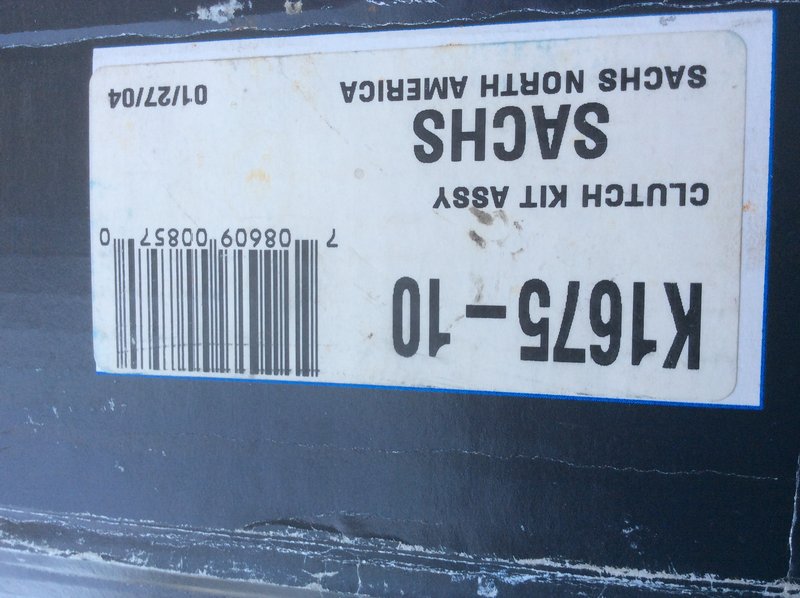 K1675-10
7 08609 00857 0
CLUTCH KIT ASSY
SACHS
SACHS NORTH AMERICA
01/27/04